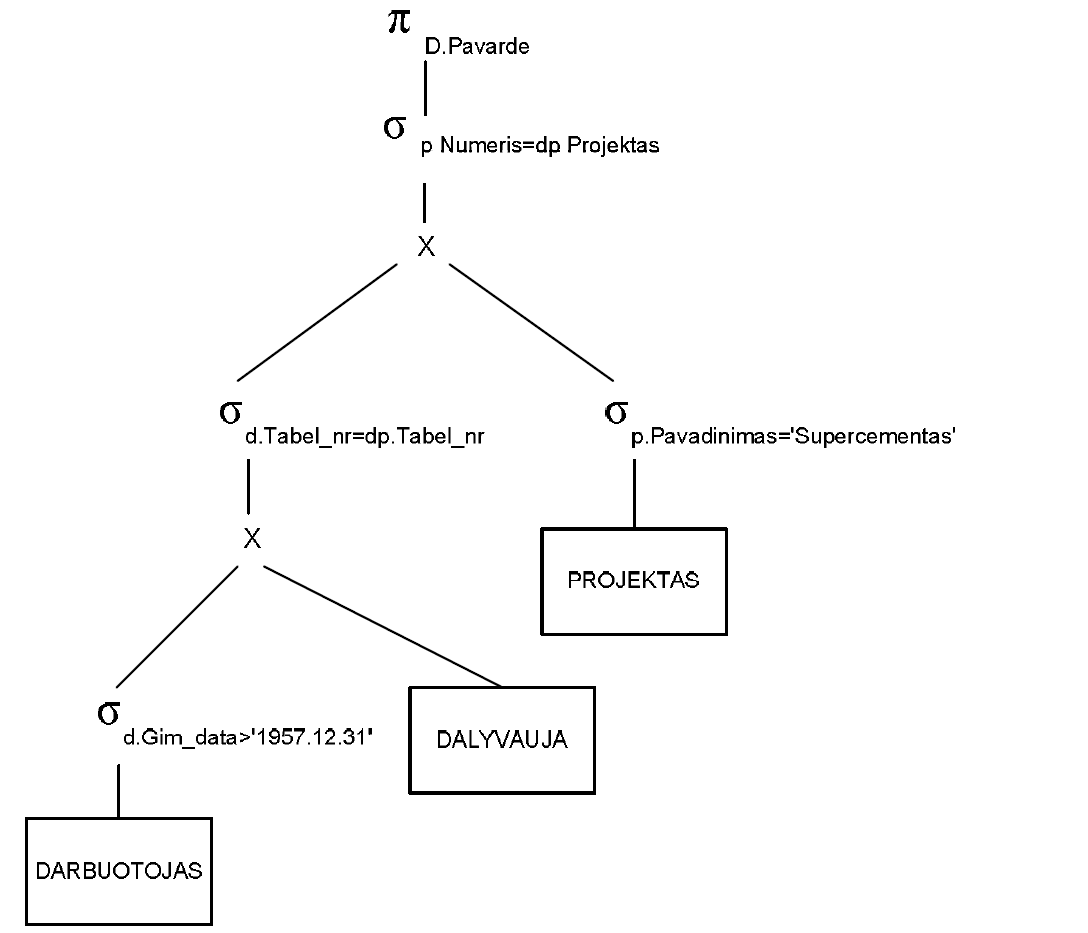 π
D.Pavarde
σ
p Numeris=dp Projektas
X
σ
d.Tabel_nr=dp.Tabel_nr
σ
p.Pavadinimas='Supercementas'
X
PROJEKTAS
σ
d.Gim_data>'1957.12.31'
DALYVAUJA
DARBUOTOJAS